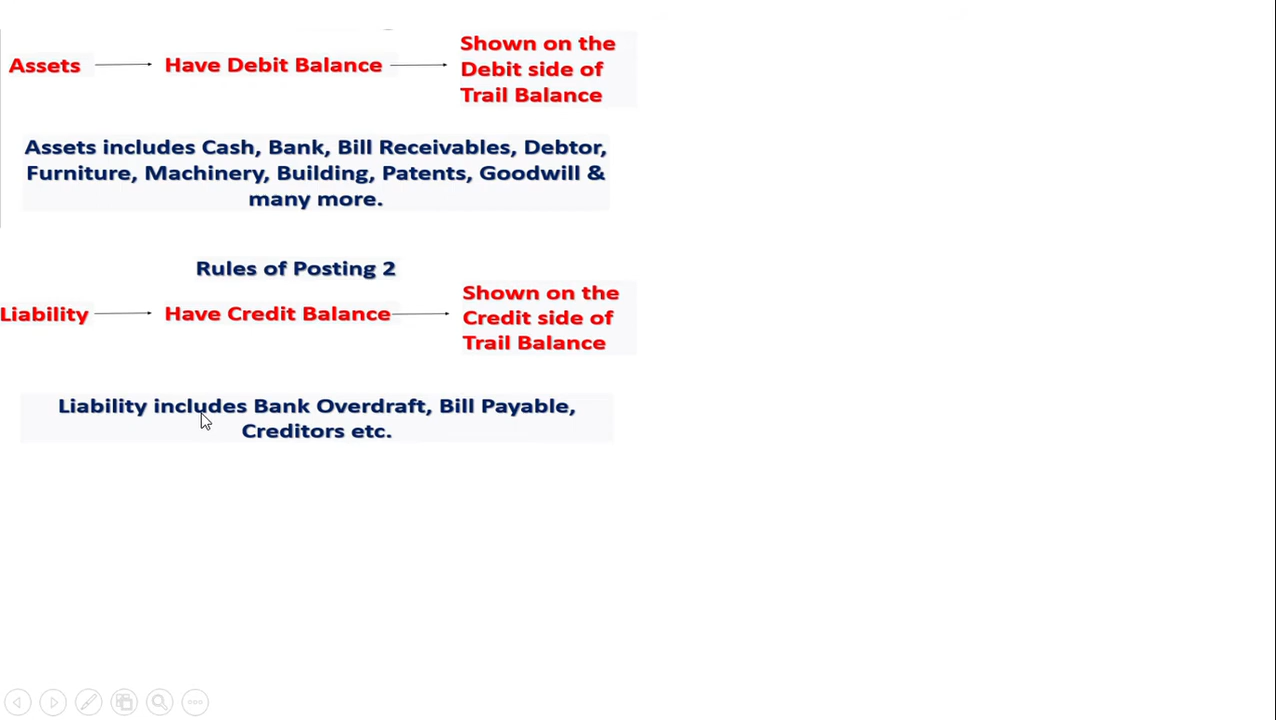 Assets
Have Debit Balance
Shown on the
Debit side of
Trail Balance
Assets includes Cash, Bank, Bill Receivables, Debtor,
Furniture, Machinery, Building, Patents, Goodwill &
many more.
Rules of Posting 2
Liability
Have Credit Balance
Shown on the
Credit side of
Trail Balance
Liability includes Bank Overdraft, Bill Payable,
Creditors etc.